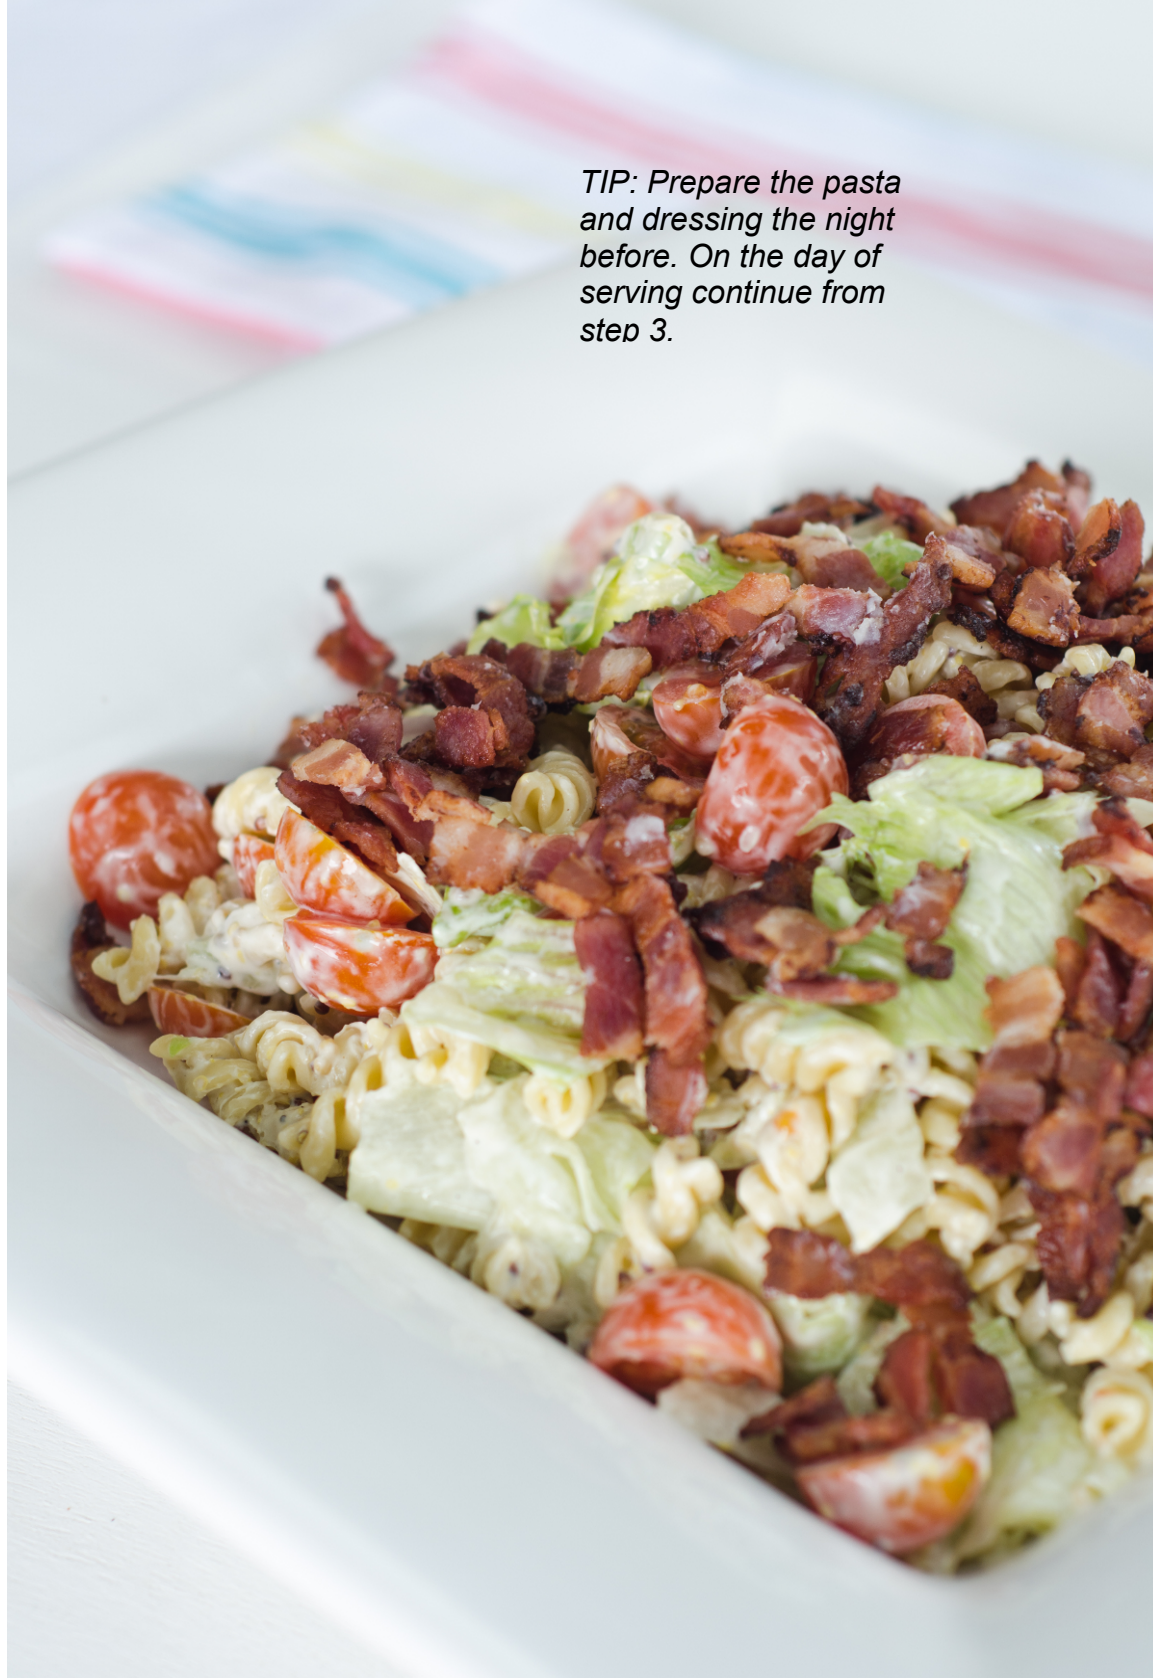 TIP: Prepare the pasta
and dressing the night
before. On the day of
serving continue from
step 3.